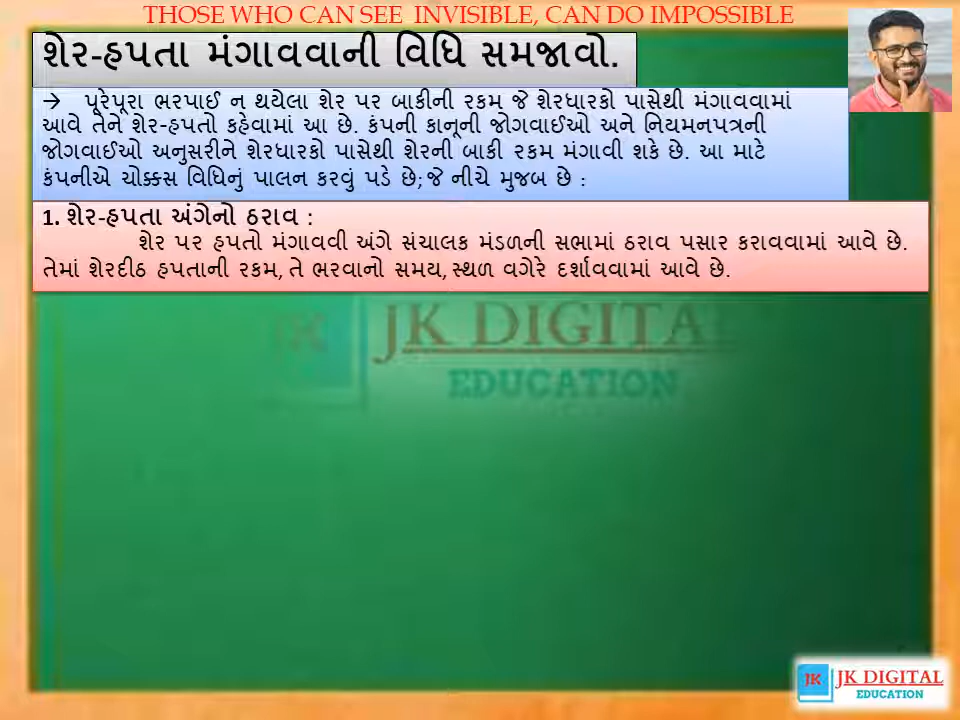 THOSE WHO CAN SEE INVISIBLE, CAN DO IMPOSSIBLE
શેર-હપતા મંગાવવાની વિધિ સમજાવો.
→ પૂરેપૂરા ભરપાઈ ન થયેલા શેર પર બાકીની રકમ જે શેરધારકો પાસેથી મંગાવવામાં
આવે તેને શેર-હપતો કહેવામાં આ છે. કંપની કાનૂની જોગવાઈઓ અને નિયમનપત્રની
જોગવાઈઓ અનુસરીને શેરધારકો પાસેથી શેરની બાકી રકમ મંગાવી શકે છે. આ માટે
કંપનીએ ચોક્કસ વિધિનું પાલન કરવું પડે છે; જે નીચે મુજબ છે :
1. શેર-હપતા અંગેનો ઠરાવ :
શેર પર હપતો મંગાવવી અંગે સંચાલક મંડળની સભામાં ઠરાવ પસાર કરાવવામાં આવે છે.
તેમાં શેરદીઠ હપતાની રકમ, તે ભરવાનો સમય, સ્થળ વગેરે દર્શાવવામાં આવે છે.
JK JK DIGITAL
EDUCATION
JK JK DIGITAL
EDUCATION